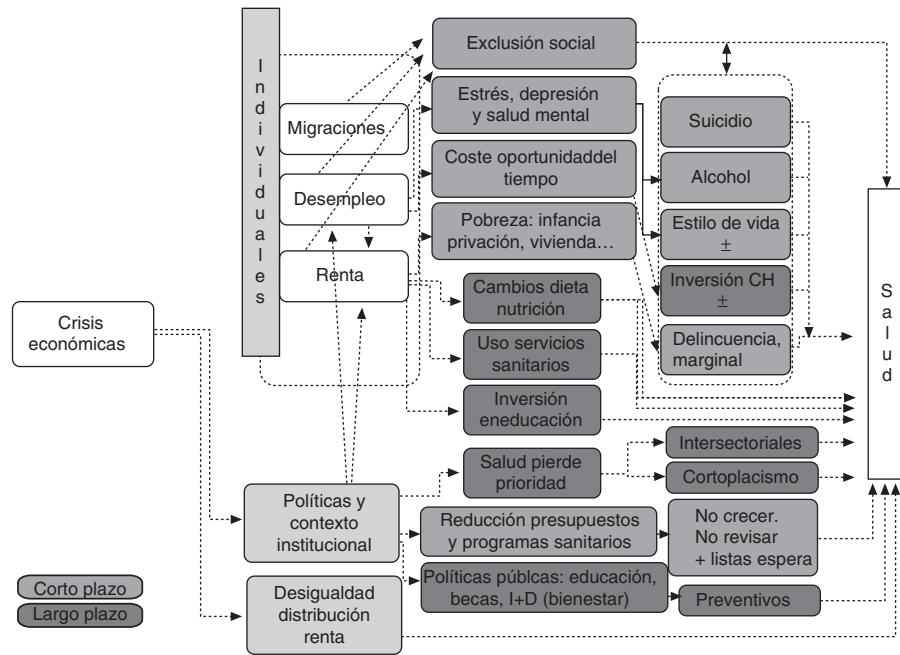 Individuales
Exclusión social
Migraciones
Estrés, depresión
y salud mental
Suicidio
Coste oportunidaddel
tiempo
Alcohol
Desempleo
Pobreza: infancia
privación, vivienda…
Estilo de vida
±
Renta
Cambios dieta
nutrición
Inversión CH
±
Salud
Crisis
económicas
Uso servicios
sanitarios
Delincuencia,
marginal
Inversión
eneducación
Salud pierde
prioridad
Intersectoriales
Cortoplacismo
Políticas y
contexto
institucional
Reducción presupuestos
y programas sanitarios
No crecer.
No revisar
+ listas espera
Políticas públcas: educación,
becas, I+D (bienestar)
Preventivos
Desigualdad
distribución
renta
Corto plazo
Largo plazo